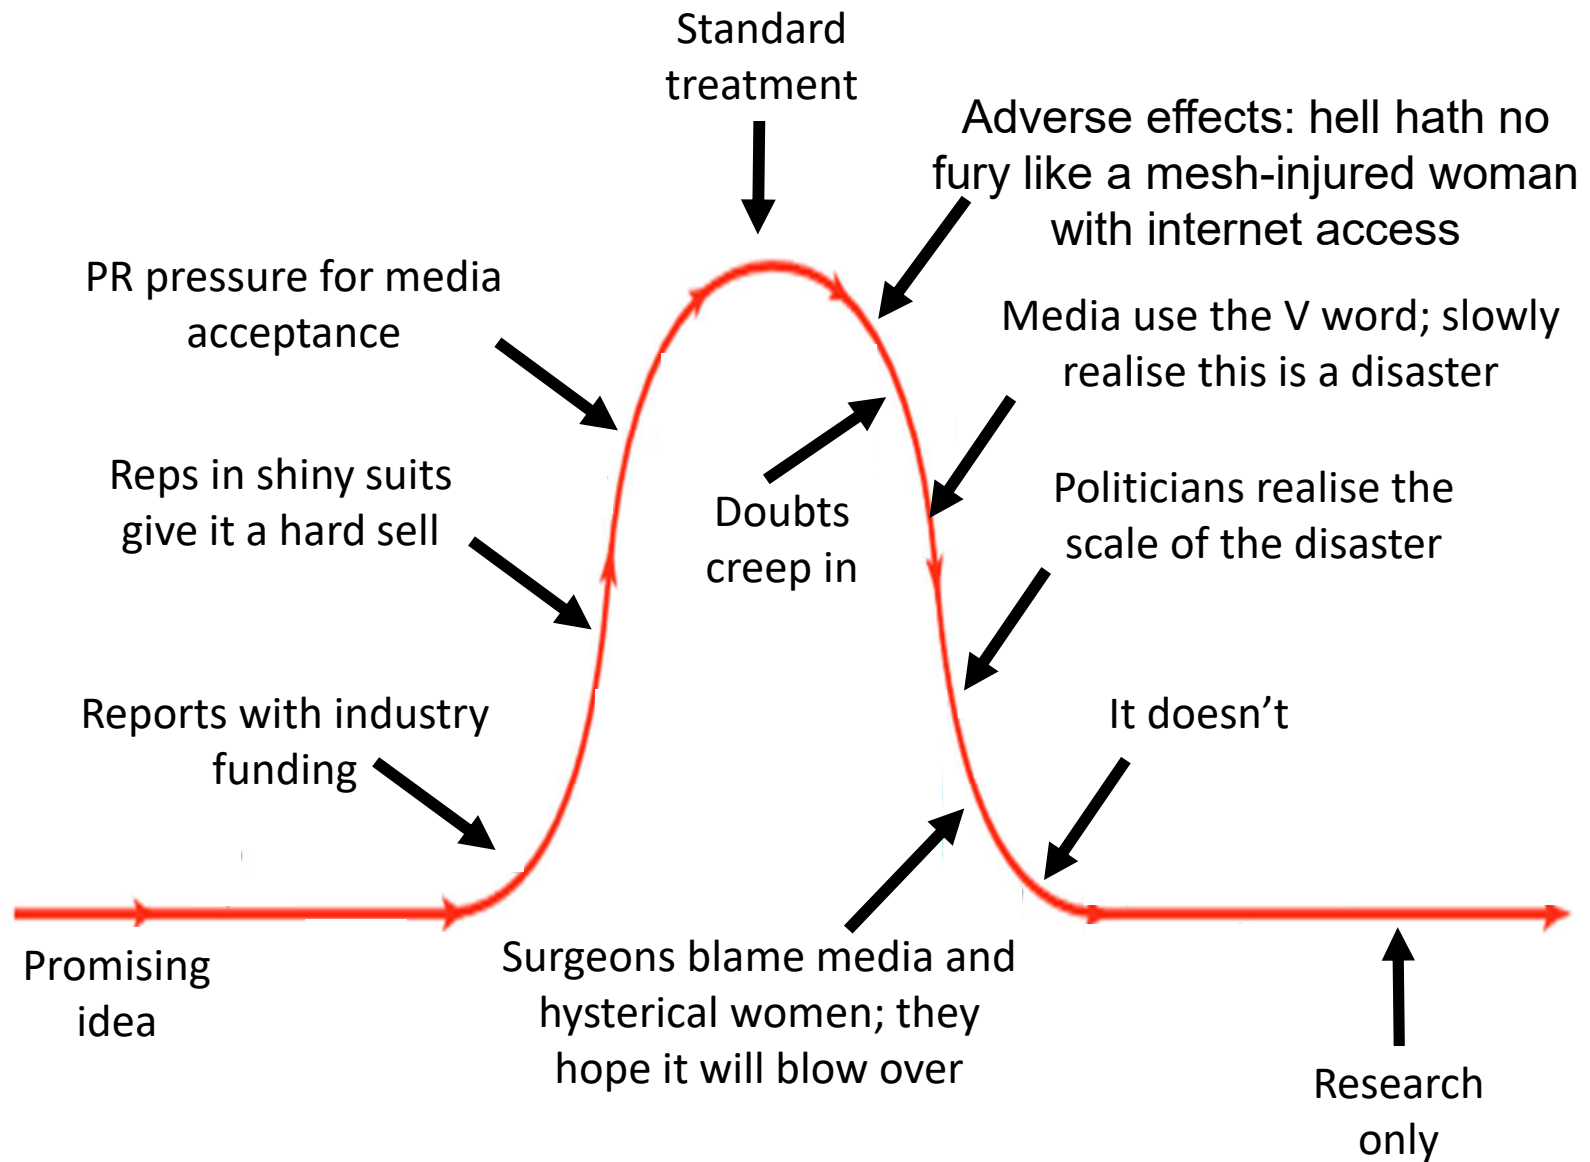 Standard
treatment
Adverse effects: hell hath no
fury like a mesh-injured woman
with internet access
PR pressure for media
acceptance
Media use the V word; slowly
realise this is a disaster
Reps in shiny suits
give it a hard sell
Doubts
creep in
Politicians realise the
scale of the disaster
Reports with industry
funding
It doesn’t
Promising
idea
Surgeons blame media and
hysterical women; they
hope it will blow over
Research
only